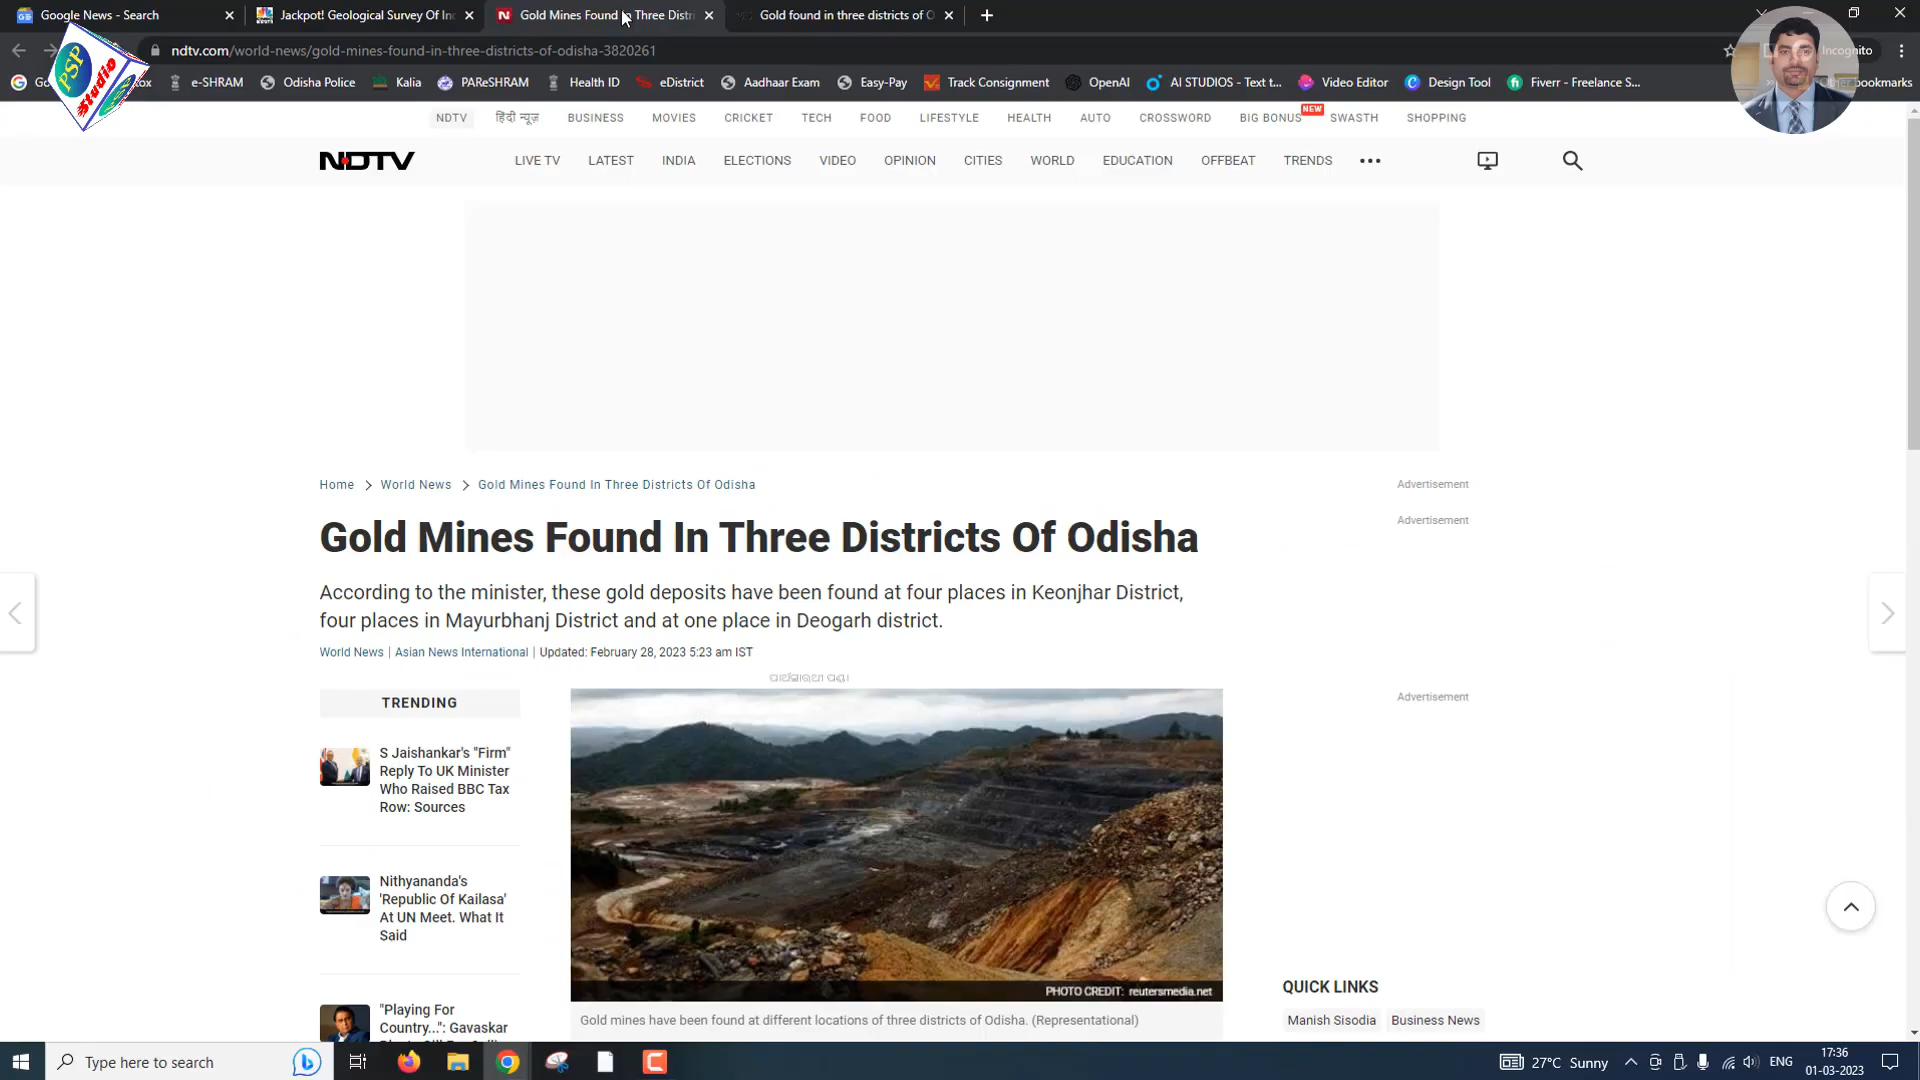 Google News - Search
Jackpot! Geological Survey Of Inc
Gold Mines Found In Three Distri
Gold found in three districts of O
ndtv.com/world-news/gold-mines-found-in-three-districts-of-odisha-3820261
Incognito
e-SHRAM
Odisha Police
Kalia
PAReSHRAM
Health ID
eDistrict
Aadhaar Exam
Easy-Pay
Track Consignment
OpenAI
AI STUDIOS - Text t...
Video Editor
Design Tool
Fiverr - Freelance S...
Other bookmarks
PSP
Studio
NDTV
हिंदी न्यूज़
BUSINESS
MOVIES
CRICKET
TECH
FOOD
LIFESTYLE
HEALTH
AUTO
CROSSWORD
BIG BONUS
NEW
SWASTH
SHOPPING
NDTV
LIVE TV
LATEST
INDIA
ELECTIONS
VIDEO
OPINION
CITIES
WORLD
EDUCATION
OFFBEAT
TRENDS
Home > World News > Gold Mines Found In Three Districts Of Odisha
Advertisement
Gold Mines Found In Three Districts Of Odisha
Advertisement
According to the minister, these gold deposits have been found at four places in Keonjhar District,
four places in Mayurbhanj District and at one place in Deogarh district.
World News | Asian News International | Updated: February 28, 2023 5:23 am IST
Advertisement
TRENDING
S Jaishankar's "Firm"
Reply To UK Minister
Who Raised BBC Tax
Row: Sources
Nithyananda's
'Republic Of Kailasa'
At UN Meet. What It
Said
"Playing For
Country...": Gavaskar
PHOTO CREDIT: reutersmedia.net
Gold mines have been found at different locations of three districts of Odisha. (Representational)
QUICK LINKS
Manish Sisodia
Business News
Type here to search
27°C Sunny
ENG
17:36
01-03-2023